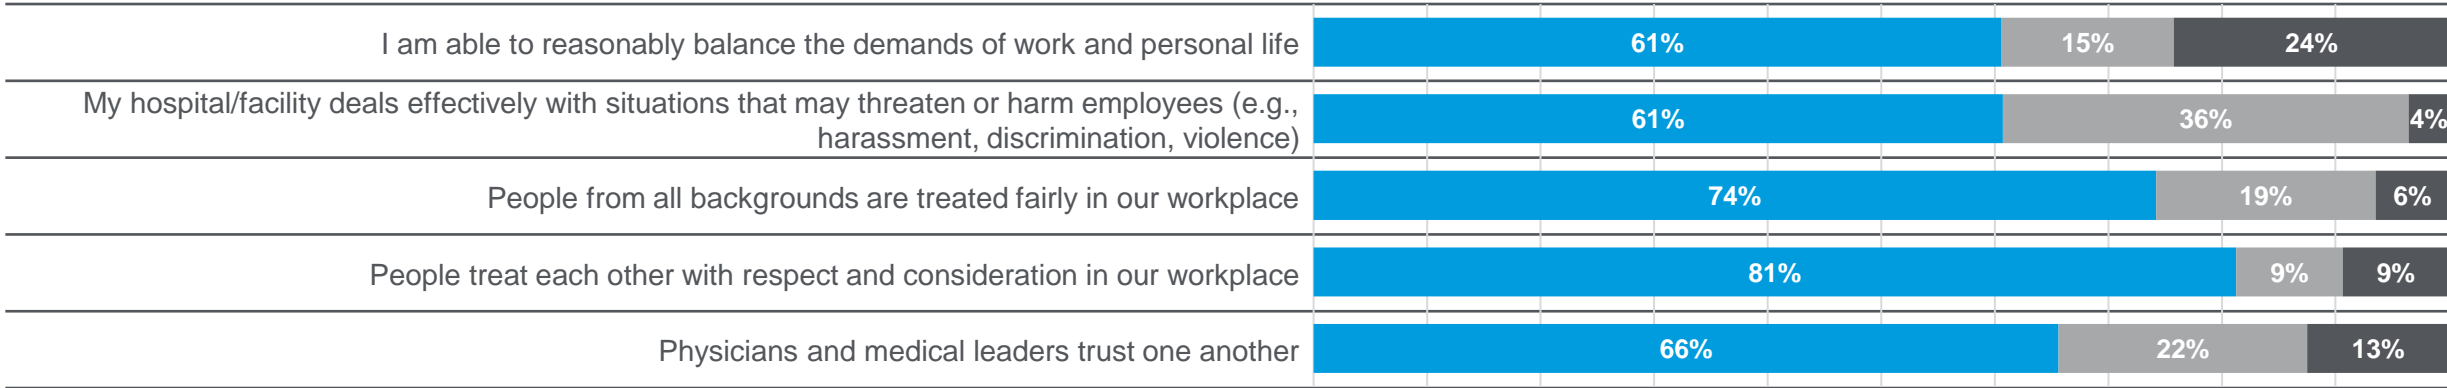 I am able to reasonably balance the demands of work and personal life
61% 15% 24%
My hospital/facility deals effectively with situations that may threaten or harm employees (e.g.,
harassment, discrimination, violence)
61% 36% 4%
People from all backgrounds are treated fairly in our workplace
74% 19% 6%
People treat each other with respect and consideration in our workplace
81% 9% 9%
Physicians and medical leaders trust one another
66% 22% 13%